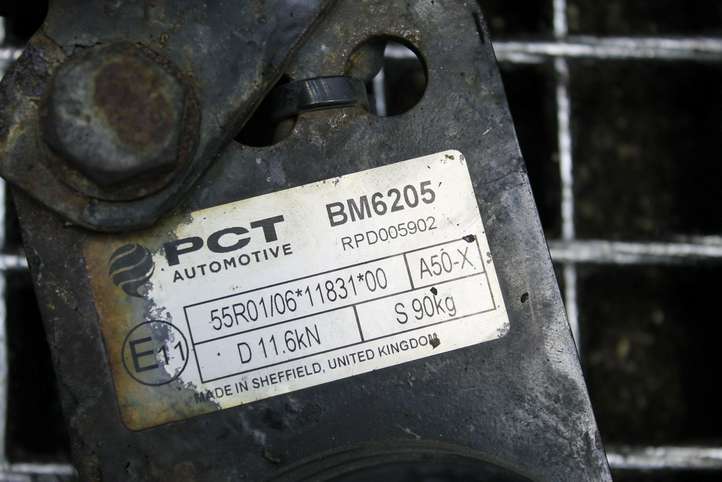 PCT
AUTOMOTIVE
BM6205
RPD005902
55R01/06*11831*00
A50-X
E11
D 11.6kN
S 90kg
MADE IN SHEFFIELD, UNITED KINGDOM